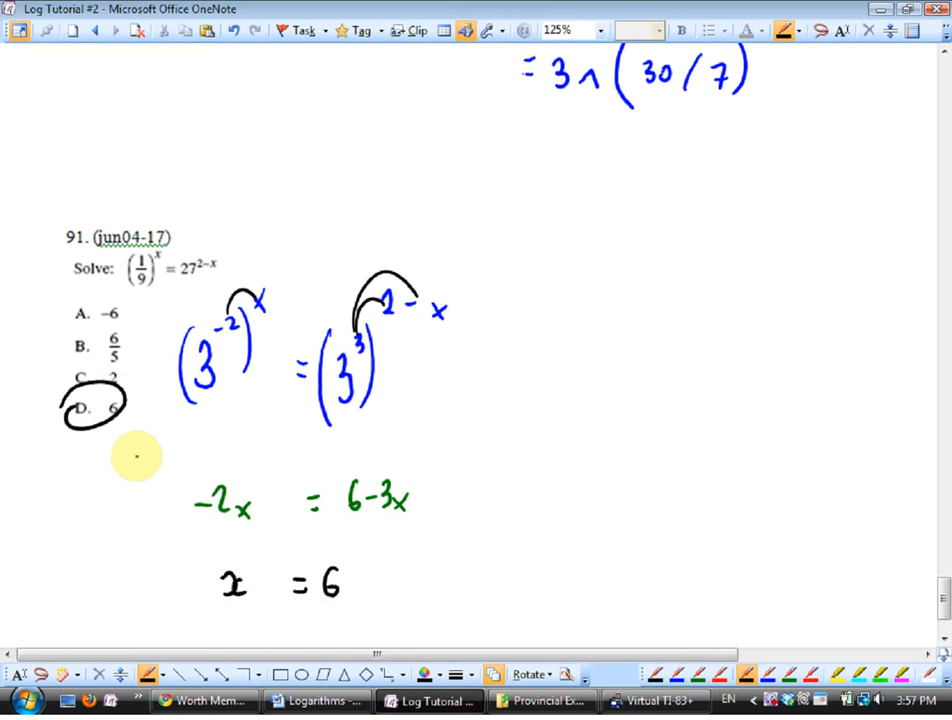 Log Tutorial #2 - Microsoft Office OneNote
Task Tag Clip 125% B A
= 3^(30/7)
91. (jun04-17)
Solve: (1/9)^x = 27^(2-x)
A. -6
B. 6/5
C. 2
D. 6
(3^-2)^x = (3^3)^(2-x)
-2x = 6-3x
x = 6
Rotate
Worth Mem... Logarithms -... Log Tutorial ... Provincial Ex... Virtual TI-83+ EN 3:57 PM